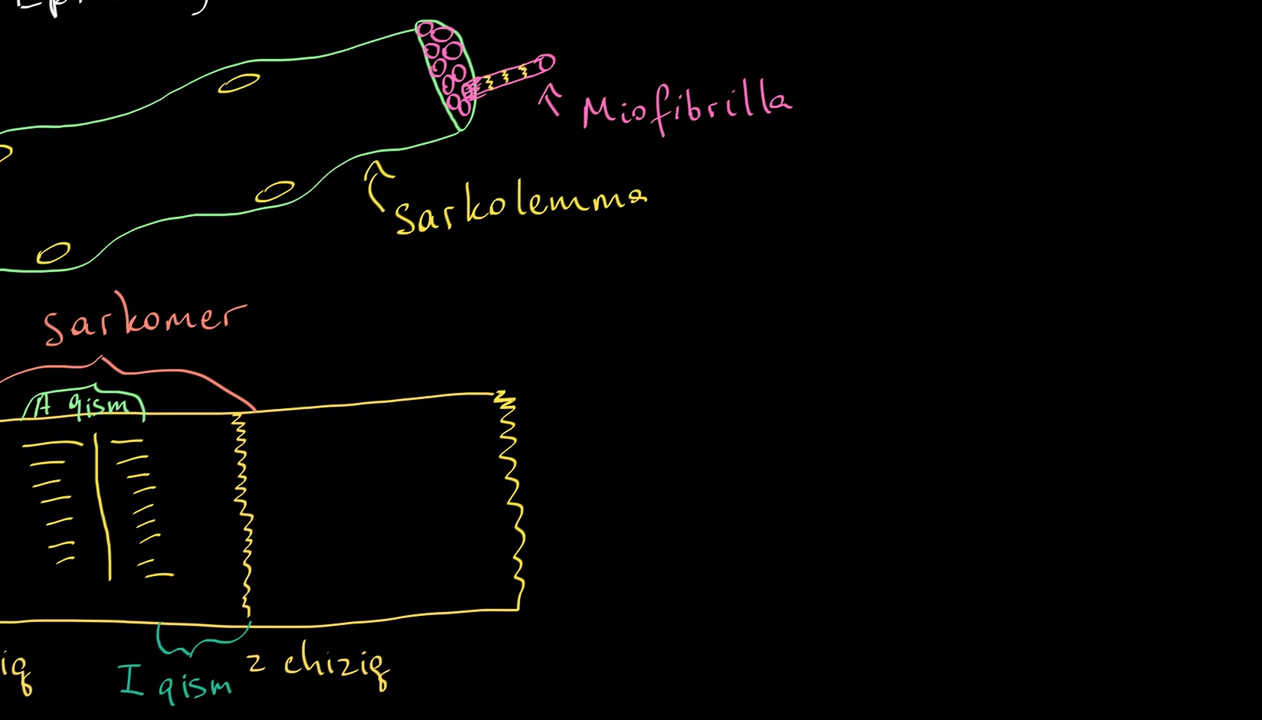 Miofibrilla
Sarkolemma
Sarkomer
A qism
I qism
z chiziq